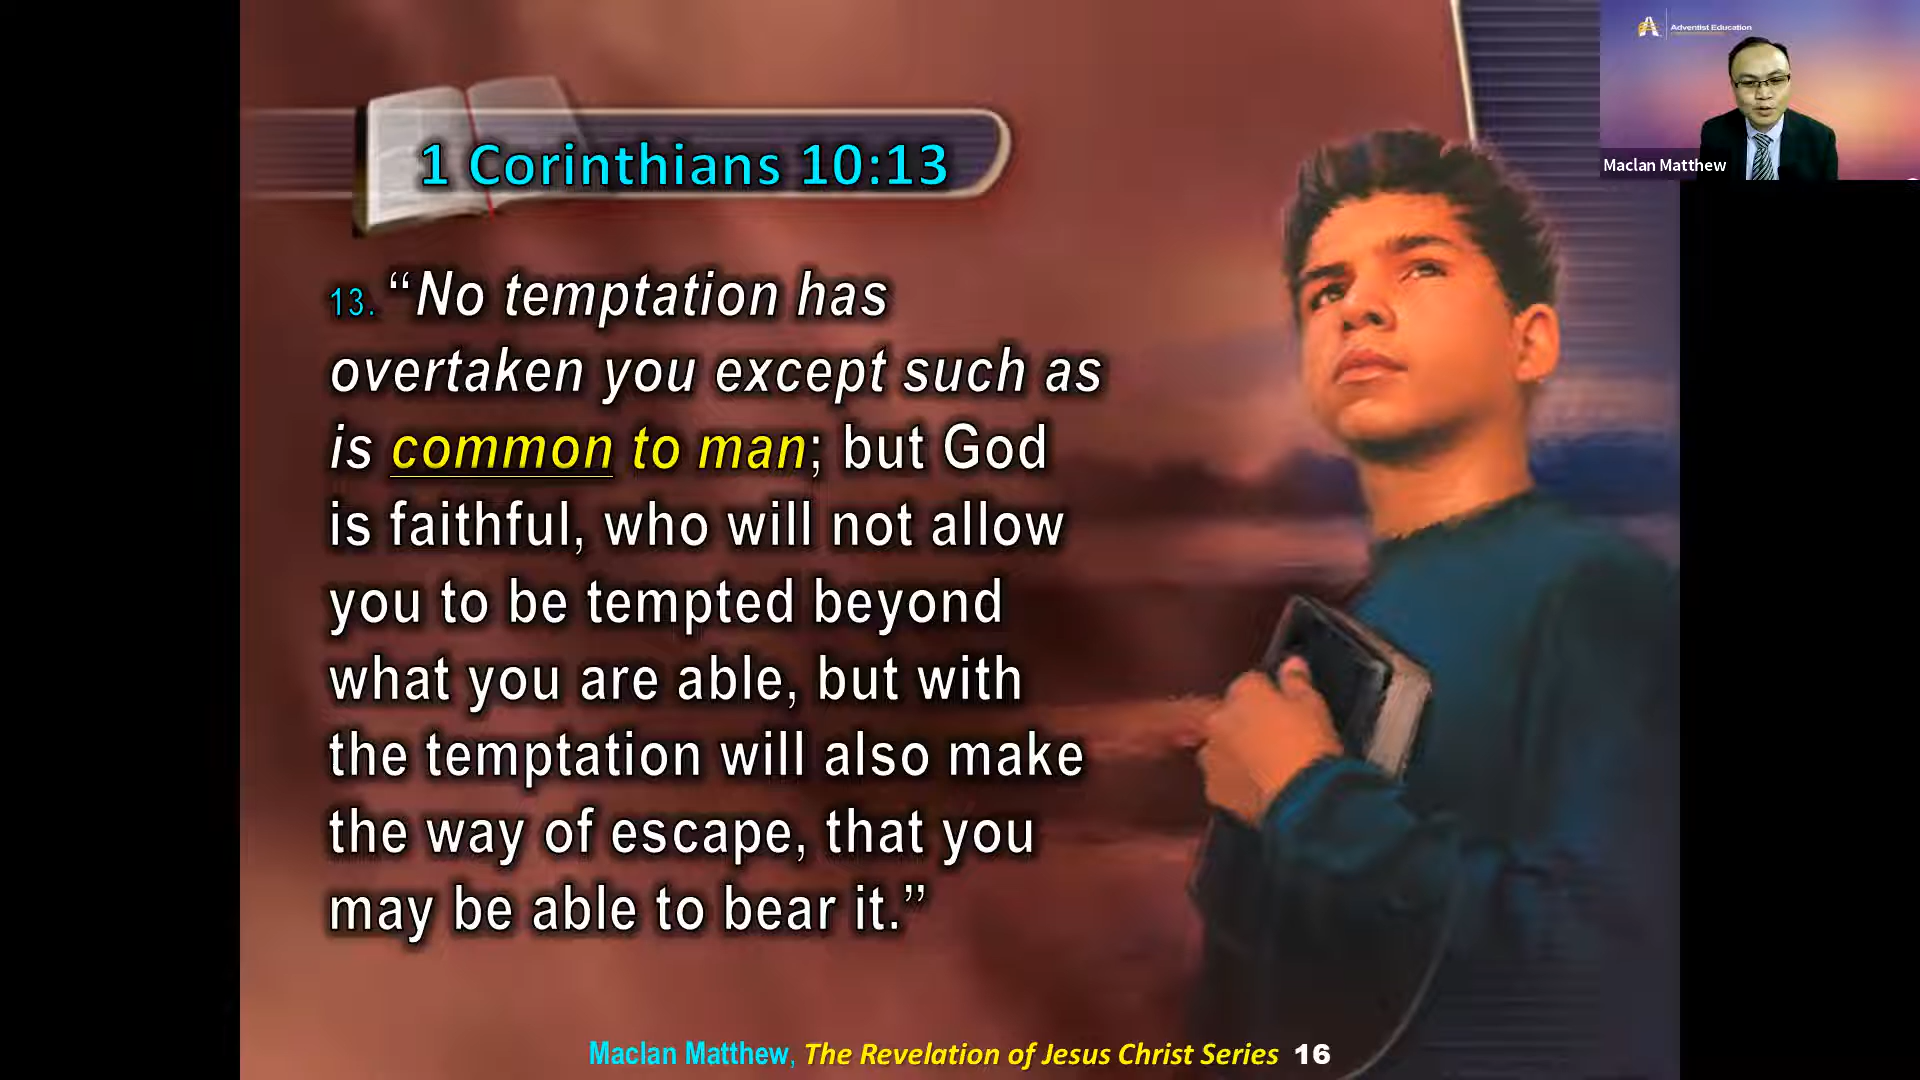 Adventist Education
Maclan Matthew
1 Corinthians 10:13
13. “No temptation has
overtaken you except such as
is common to man; but God
is faithful, who will not allow
you to be tempted beyond
what you are able, but with
the temptation will also make
the way of escape, that you
may be able to bear it.”
Maclan Matthew, The Revelation of Jesus Christ Series 16